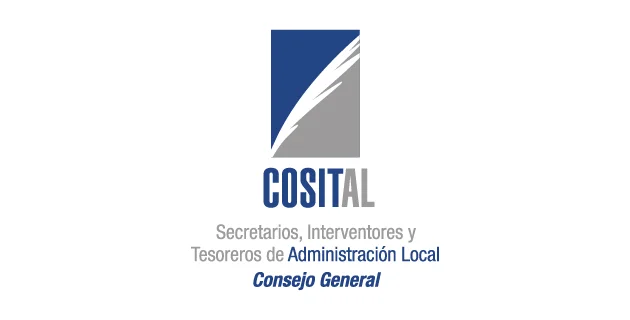 COSITAL
Secretarios, Interventores y
Tesoreros de Administración Local
Consejo General